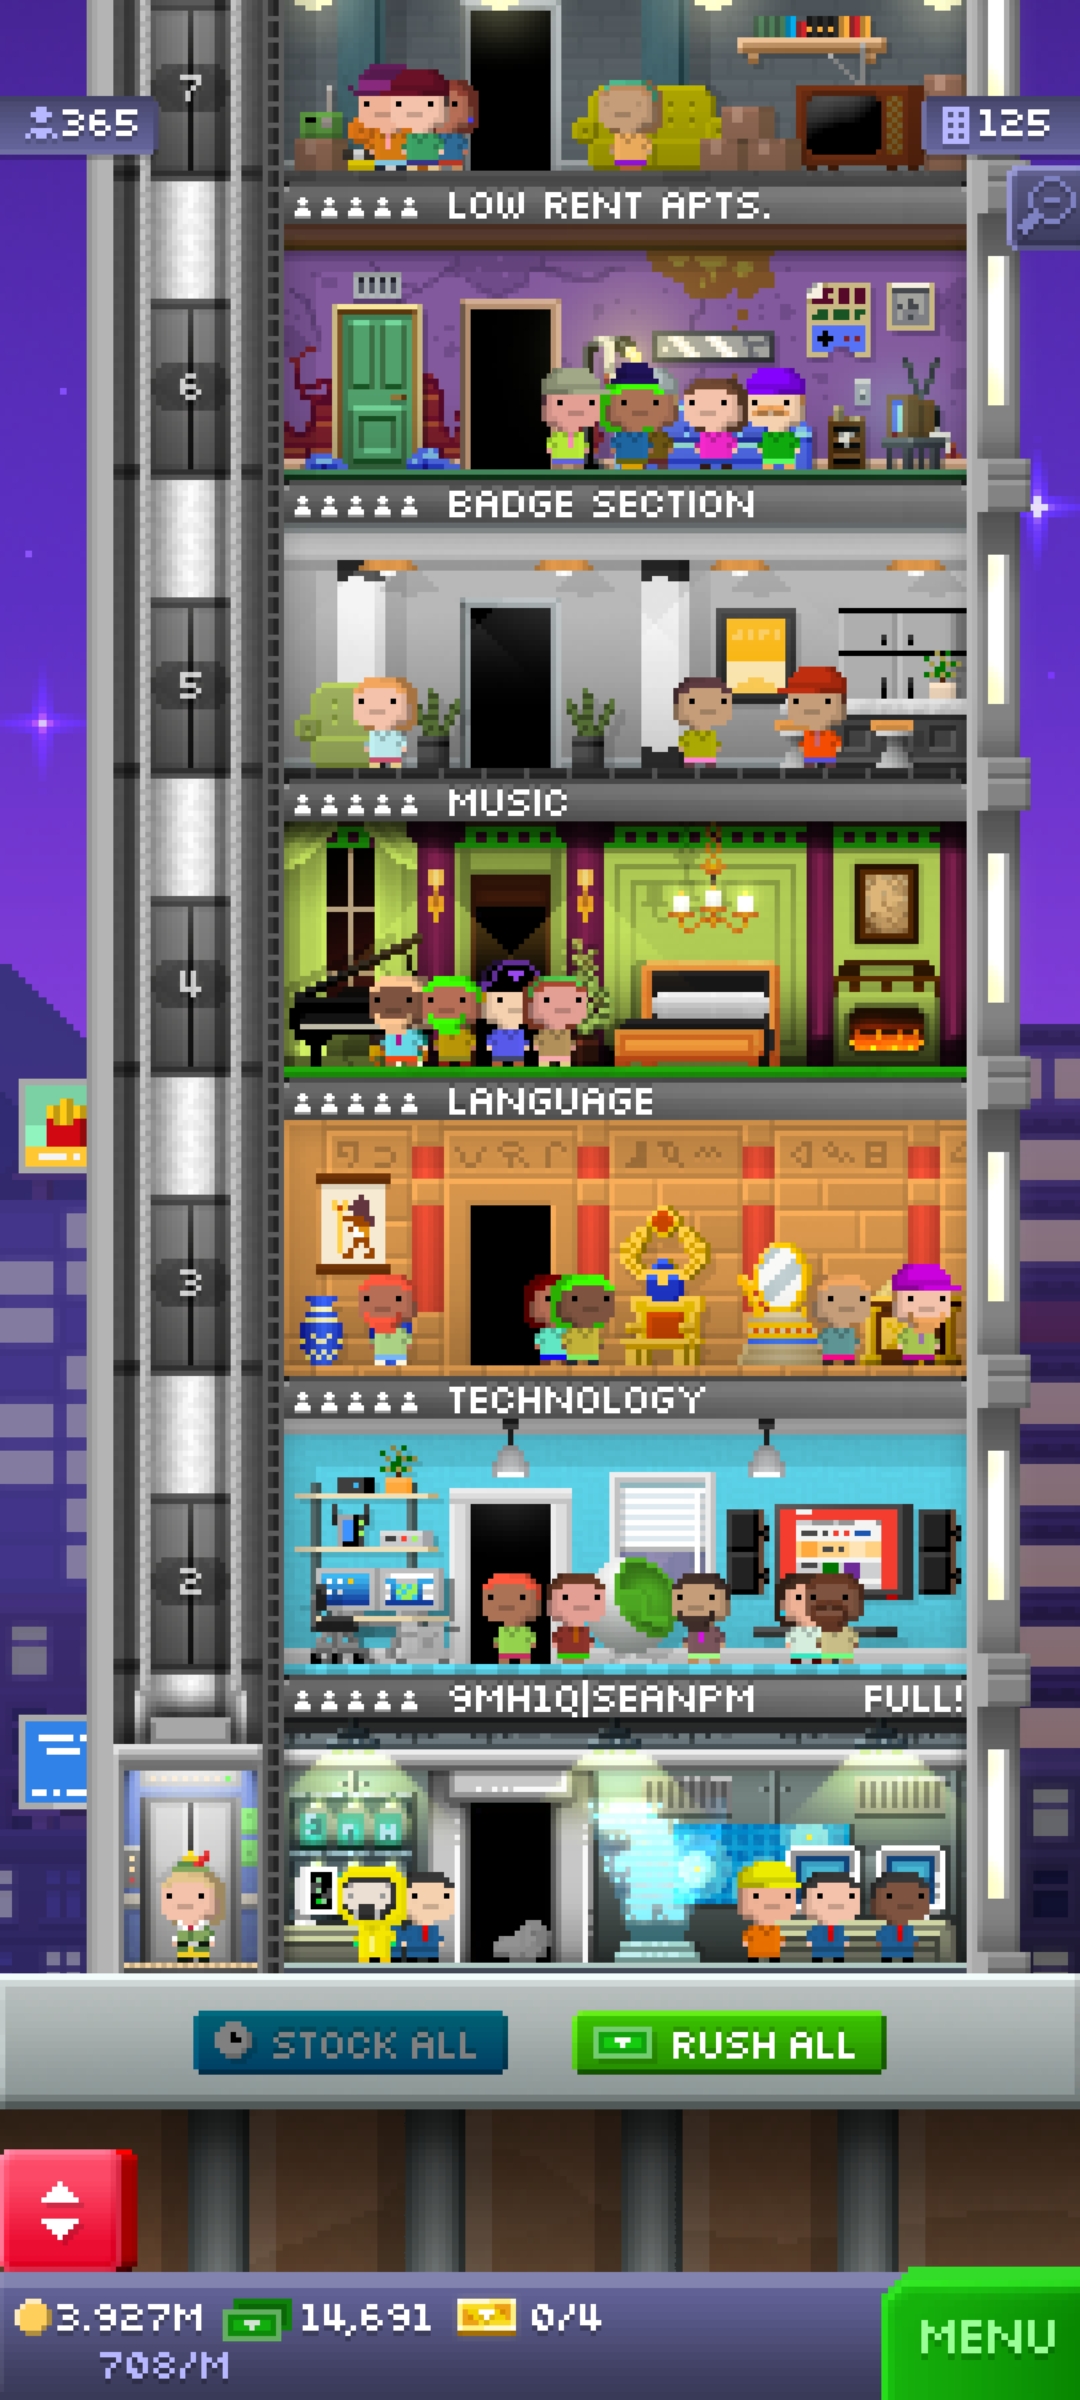 7
365
125
LOW RENT APTS.
6
BADGE SECTION
5
MUSIC
4
LANGUAGE
3
TECHNOLOGY
2
9MH1Q|SEANPM FULL!
STOCK ALL
RUSH ALL
3.927M 14,691 0/4
708/M
MENU